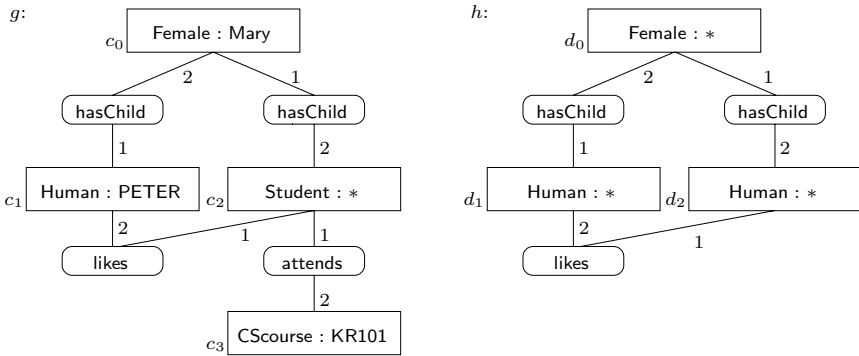 g: h:
Female : Mary Female : *
c0 d0
2 1 2 1
hasChild hasChild hasChild hasChild
1 2 1 2
Human : PETER Student : * Human : * Human : *
c1 c2 d1 d2
2 1 1 2 1
likes attends likes
2
CScourse : KR101
c3